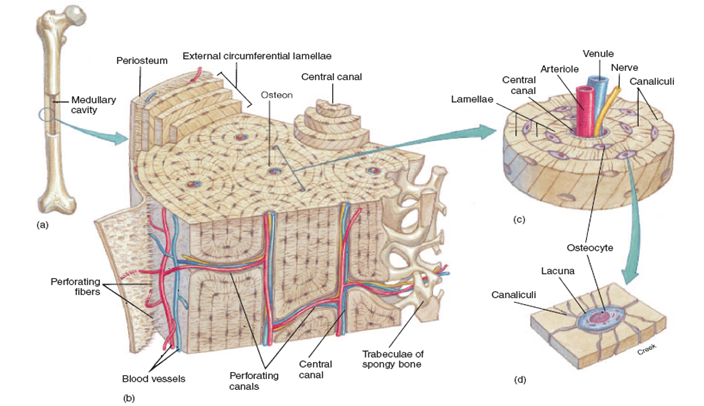 Periosteum
External circumferential lamellae
Central canal
Osteon
Medullary
cavity
(a)
Perforating
fibers
Blood vessels
Perforating
canals
Central
canal
Trabeculae of
spongy bone
(b)
Venule
Arteriole
Nerve
Central
canal
Canaliculi
Lamellae
(c)
Osteocyte
Lacuna
Canaliculi
Creek
(d)